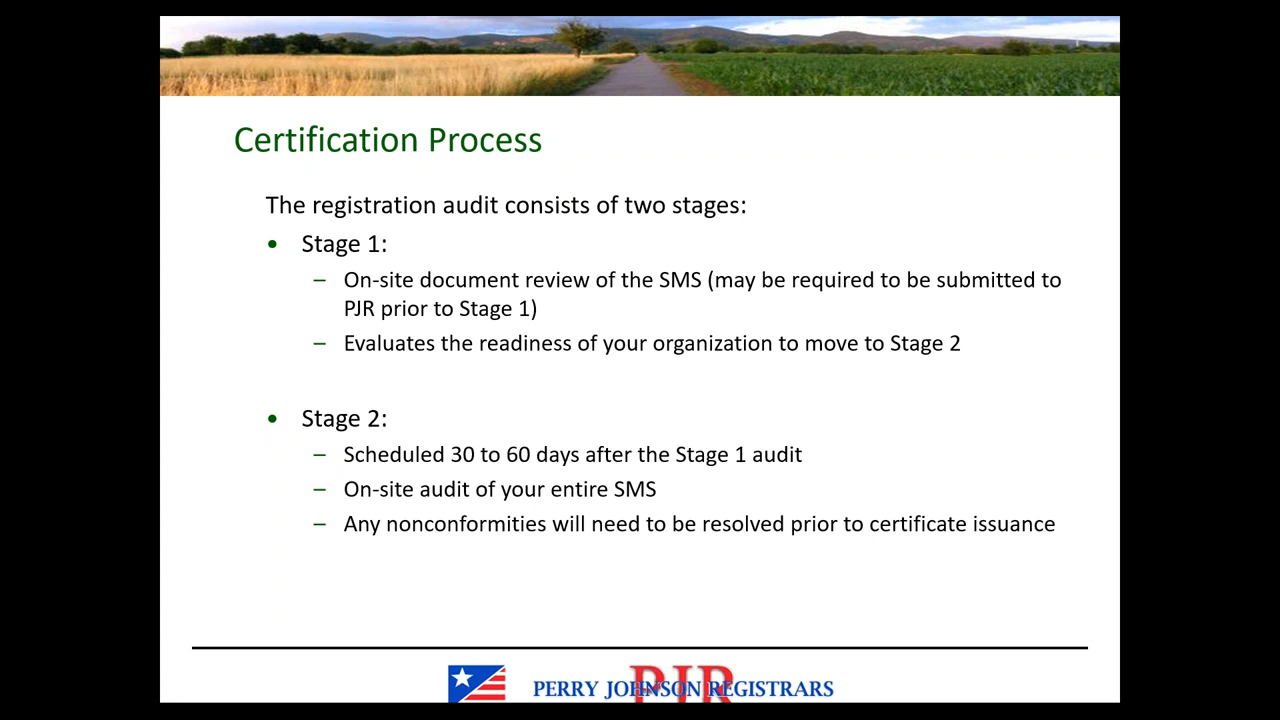 Certification Process
The registration audit consists of two stages:
• Stage 1:
– On-site document review of the SMS (may be required to be submitted to
PJR prior to Stage 1)
– Evaluates the readiness of your organization to move to Stage 2
• Stage 2:
– Scheduled 30 to 60 days after the Stage 1 audit
– On-site audit of your entire SMS
– Any nonconformities will need to be resolved prior to certificate issuance
PJR
PERRY JOHNSON REGISTRARS